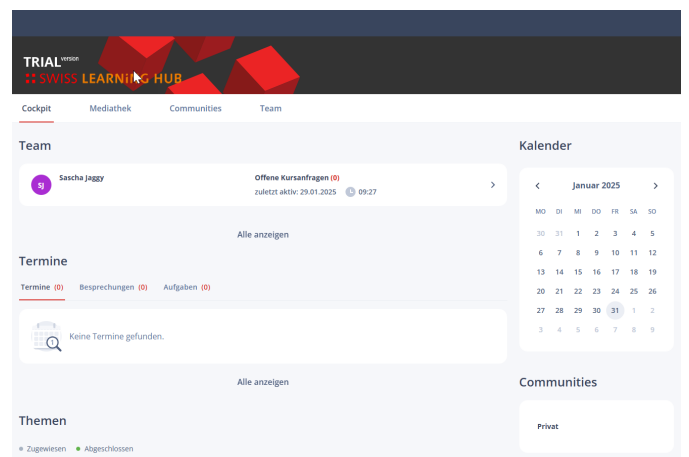 TRIAL version
SWISS LEARNiNG HUB
Cockpit Mediathek Communities Team
Team
SJ Sascha Jaggy
Offene Kursanfragen (0)
zuletzt aktiv: 29.01.2025 09:27
Alle anzeigen
Termine
Termine (0) Besprechungen (0) Aufgaben (0)
1 Keine Termine gefunden.
Alle anzeigen
Themen
Zugewiesen Abgeschlossen
Kalender
Januar 2025
MO DI MI DO FR SA SO
30 31 1 2 3 4 5
6 7 8 9 10 11 12
13 14 15 16 17 18 19
20 21 22 23 24 25 26
27 28 29 30 31 1 2
3 4 5 6 7 8 9
Communities
Privat